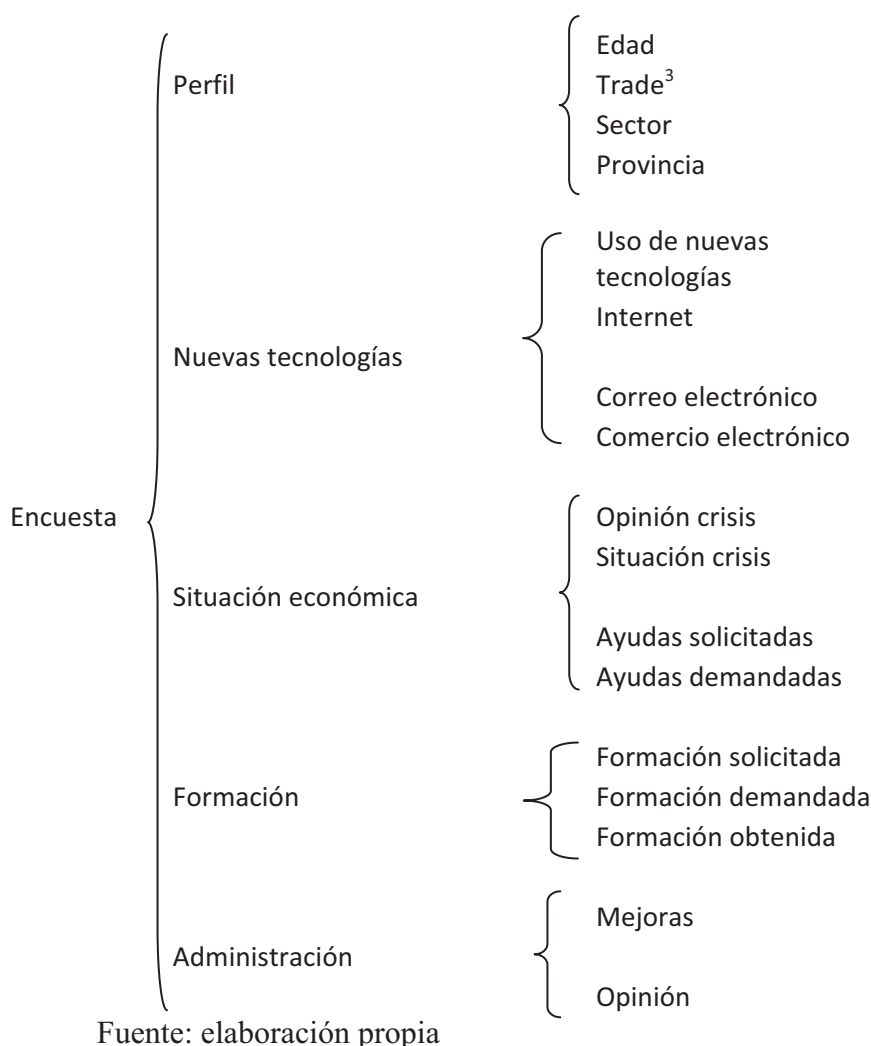 Encuesta
Perfil
Edad
Trade³
Sector
Provincia
Nuevas tecnologías
Uso de nuevas
tecnologías
Internet
Correo electrónico
Comercio electrónico
Situación económica
Opinión crisis
Situación crisis
Ayudas solicitadas
Ayudas demandadas
Formación
Formación solicitada
Formación demandada
Formación obtenida
Administración
Mejoras
Opinión
Fuente: elaboración propia